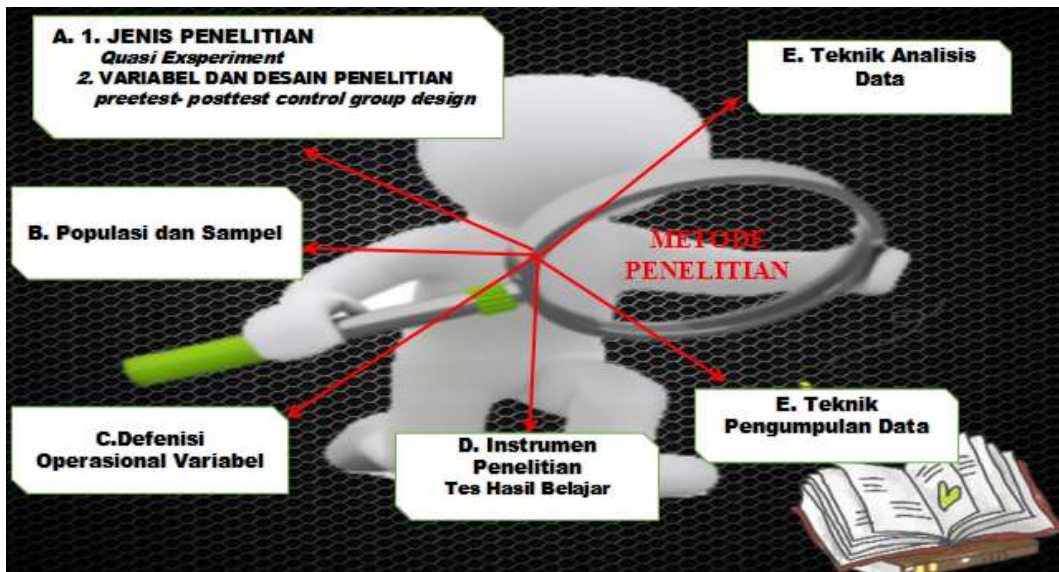 A. 1. JENIS PENELITIAN
Quasi Exsperiment
2. VARIABEL DAN DESAIN PENELITIAN
preetest- posttest control group design
E. Teknik Analisis
Data
B. Populasi dan Sampel
METODE
PENELITIAN
C.Defenisi
Operasional Variabel
D. Instrumen
Penelitian
Tes Hasil Belajar
E. Teknik
Pengumpulan Data